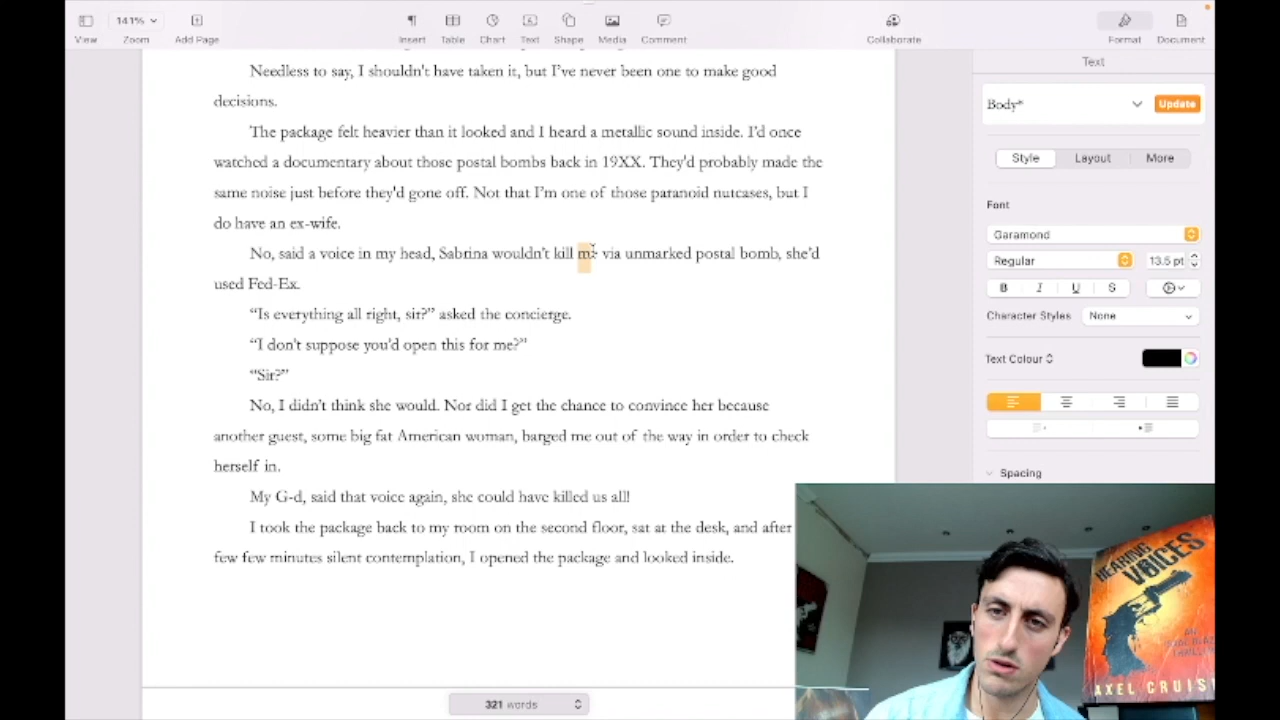 141%
View
Zoom
Add Page
Insert
Table
Chart
Text
Shape
Media
Comment
Collaborate
Format
Document
Needless to say, I shouldn't have taken it, but I've never been one to make good
decisions.
The package felt heavier than it looked and I heard a metallic sound inside. I'd once
watched a documentary about those postal bombs back in 19XX. They'd probably made the
same noise just before they'd gone off. Not that I'm one of those paranoid nutcases, but I
do have an ex-wife.
No, said a voice in my head, Sabrina wouldn't kill me via unmarked postal bomb, she'd
used Fed-Ex.
“Is everything all right, sir?” asked the concierge.
“I don't suppose you'd open this for me?”
“Sir?”
No, I didn't think she would. Nor did I get the chance to convince her because
another guest, some big fat American woman, barged me out of the way in order to check
herself in.
My G-d, said that voice again, she could have killed us all!
I took the package back to my room on the second floor, sat at the desk, and after
few few minutes silent contemplation, I opened the package and looked inside.
321 words
Text
Body*
Update
Style
Layout
More
Font
Garamond
Regular
13.5 pt
B I U S
Character Styles
None
Text Colour
Spacing
HEARING
VOICES
AN
THRILLER
AXEL CRUISE